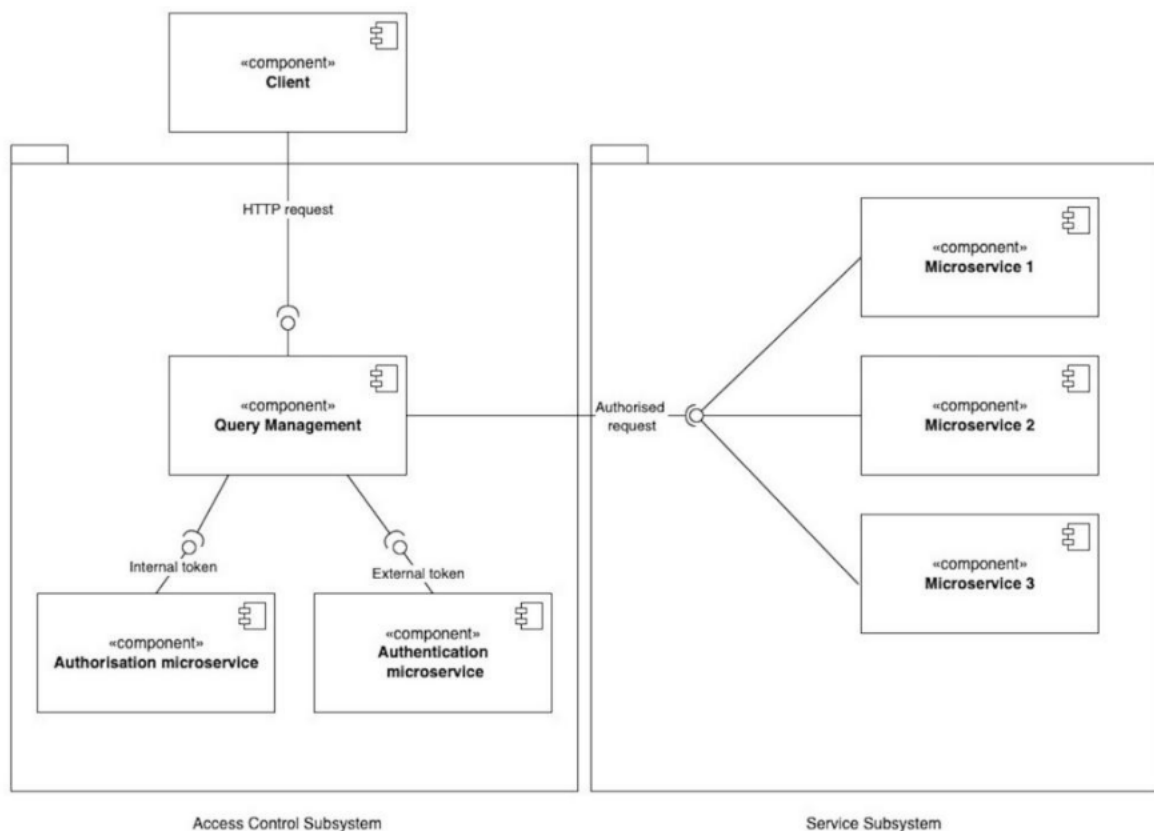 «component»
Client
HTTP request
«component»
Query Management
Internal token
External token
«component»
Authorisation microservice
«component»
Authentication
microservice
Access Control Subsystem
Authorised
request
«component»
Microservice 1
«component»
Microservice 2
«component»
Microservice 3
Service Subsystem